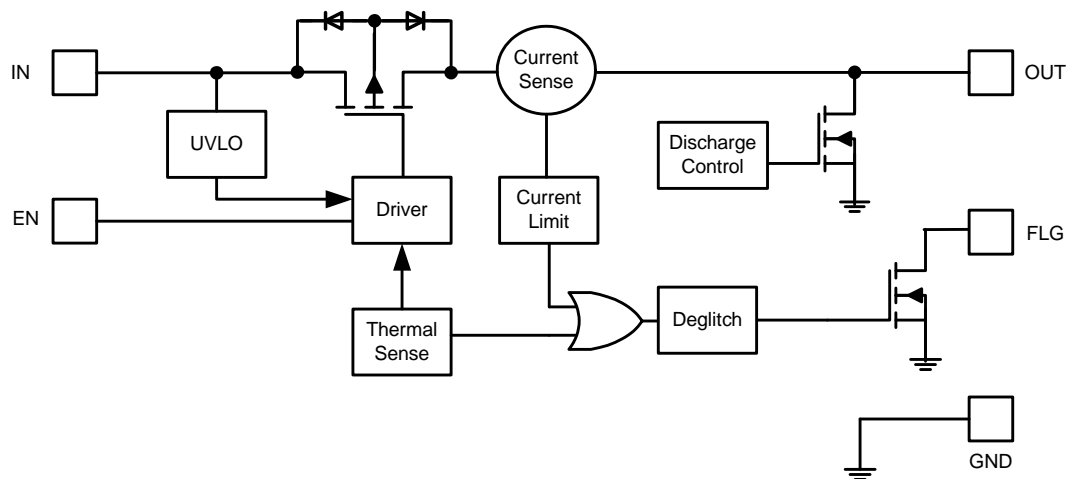 IN
Current
Sense
OUT
UVLO
Discharge
Control
EN
Driver
Current
Limit
FLG
Thermal
Sense
Deglitch
GND